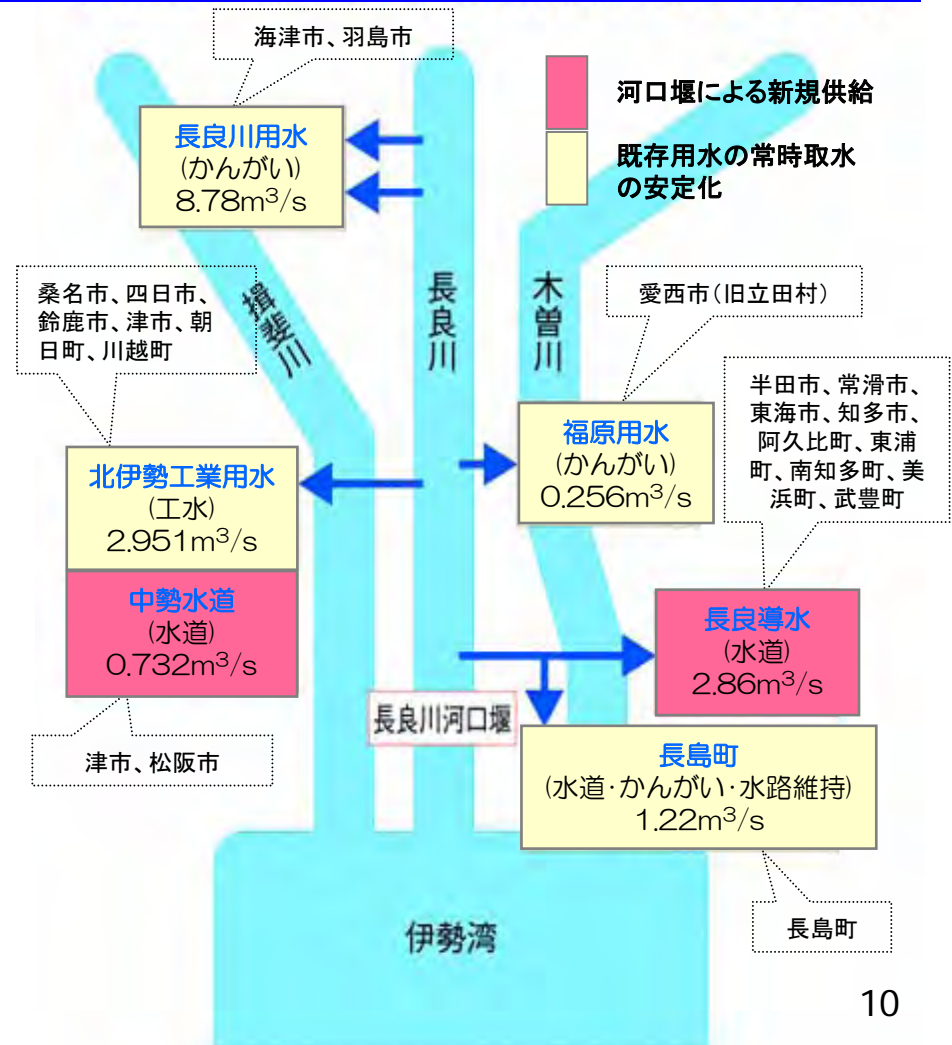 海津市、羽島市
河口堰による新規供給
既存用水の常時取水
の安定化
長良川用水
(かんがい)
8.78m³/s
桑名市、四日市、
鈴鹿市、津市、朝
日町、川越町
揖斐川
長良川
木曽川
愛西市(旧立田村)
半田市、常滑市、
東海市、知多市、
阿久比町、東浦
町、南知多町、美
浜町、武豊町
福原用水
(かんがい)
0.256m³/s
北伊勢工業用水
(工水)
2.951m³/s
中勢水道
(水道)
0.732m³/s
長良導水
(水道)
2.86m³/s
長良川河口堰
津市、松阪市
長島町
(水道・かんがい・水路維持)
1.22m³/s
長島町
伊勢湾
10